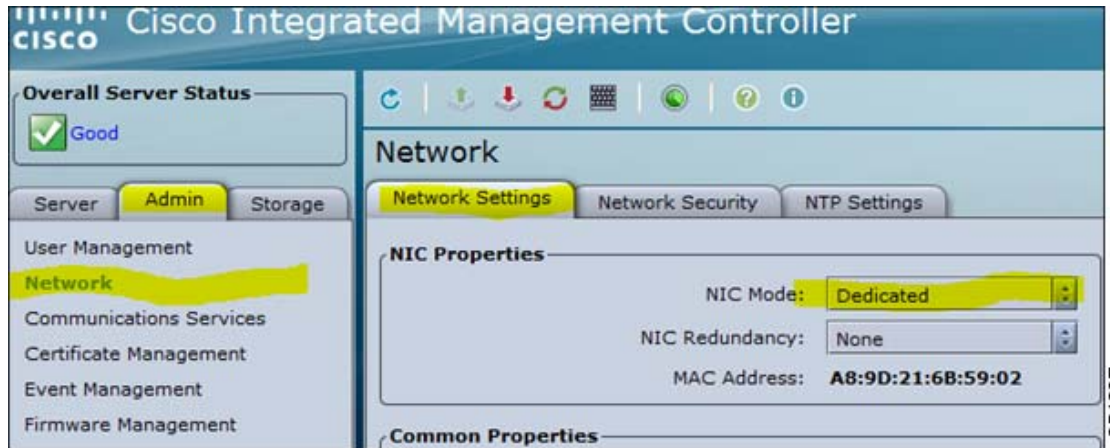 CISCO Cisco Integrated Management Controller
Overall Server Status
Good
Server Admin Storage
User Management
Network
Communications Services
Certificate Management
Event Management
Firmware Management
Network
Network Settings Network Security NTP Settings
NIC Properties
NIC Mode: Dedicated
NIC Redundancy: None
MAC Address: A8:9D:21:6B:59:02
Common Properties